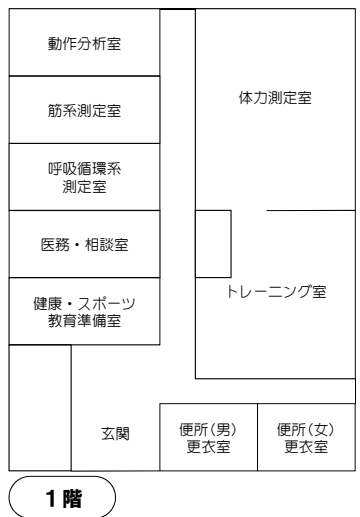 動作分析室
体力測定室
筋系測定室
呼吸循環系
測定室
医務・相談室
健康・スポーツ
教育準備室
トレーニング室
玄関
便所(男)
更衣室
便所(女)
更衣室
1階